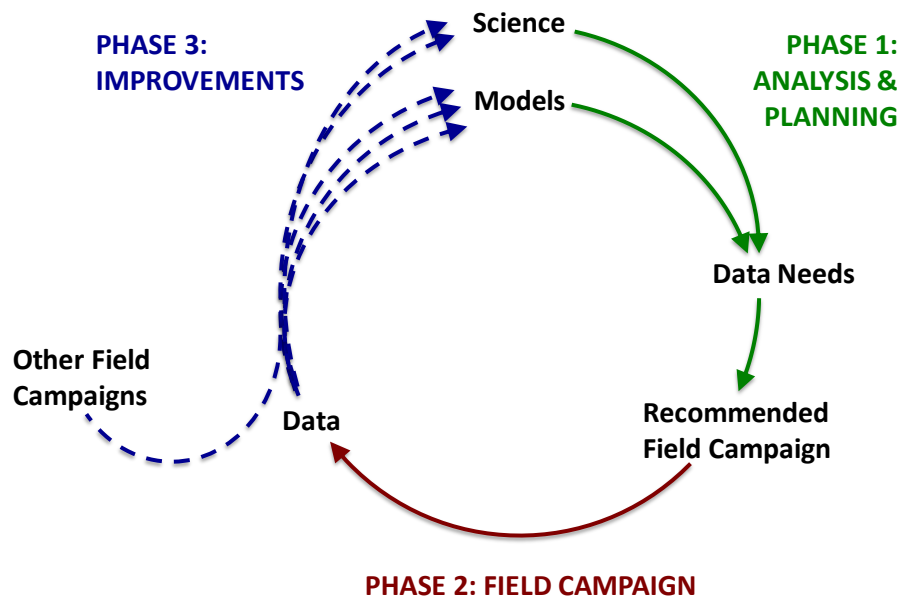 Science
PHASE 3:
IMPROVEMENTS
PHASE 1:
ANALYSIS &
PLANNING
Models
Data Needs
Other Field
Campaigns
Data
Recommended
Field Campaign
PHASE 2: FIELD CAMPAIGN